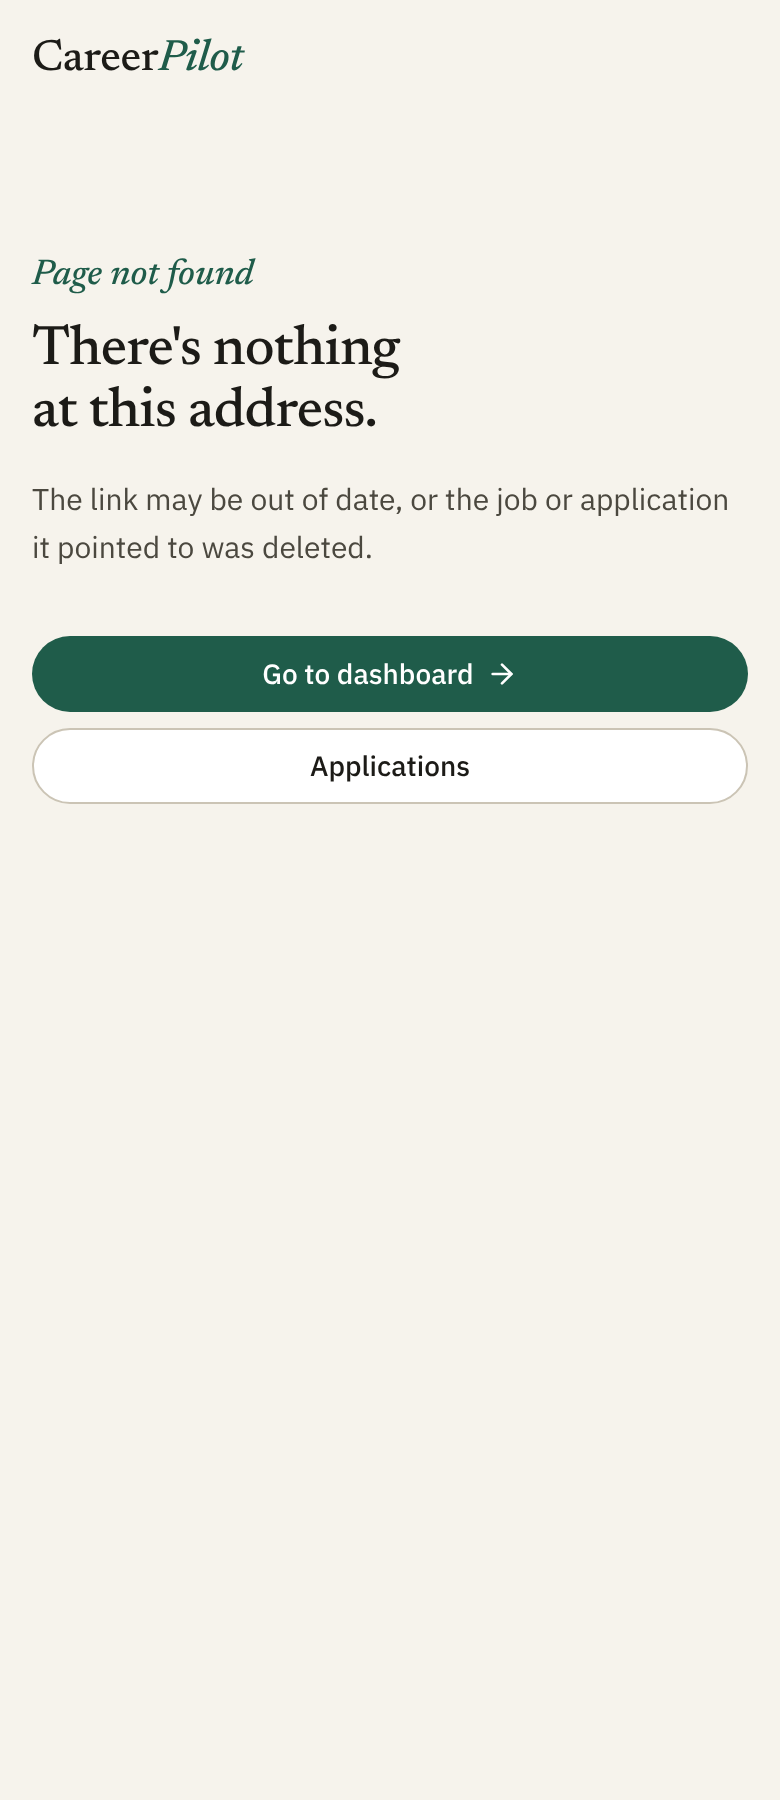 CareerPilot
Page not found
There's nothing
at this address.
The link may be out of date, or the job or application
it pointed to was deleted.
Go to dashboard →
Applications